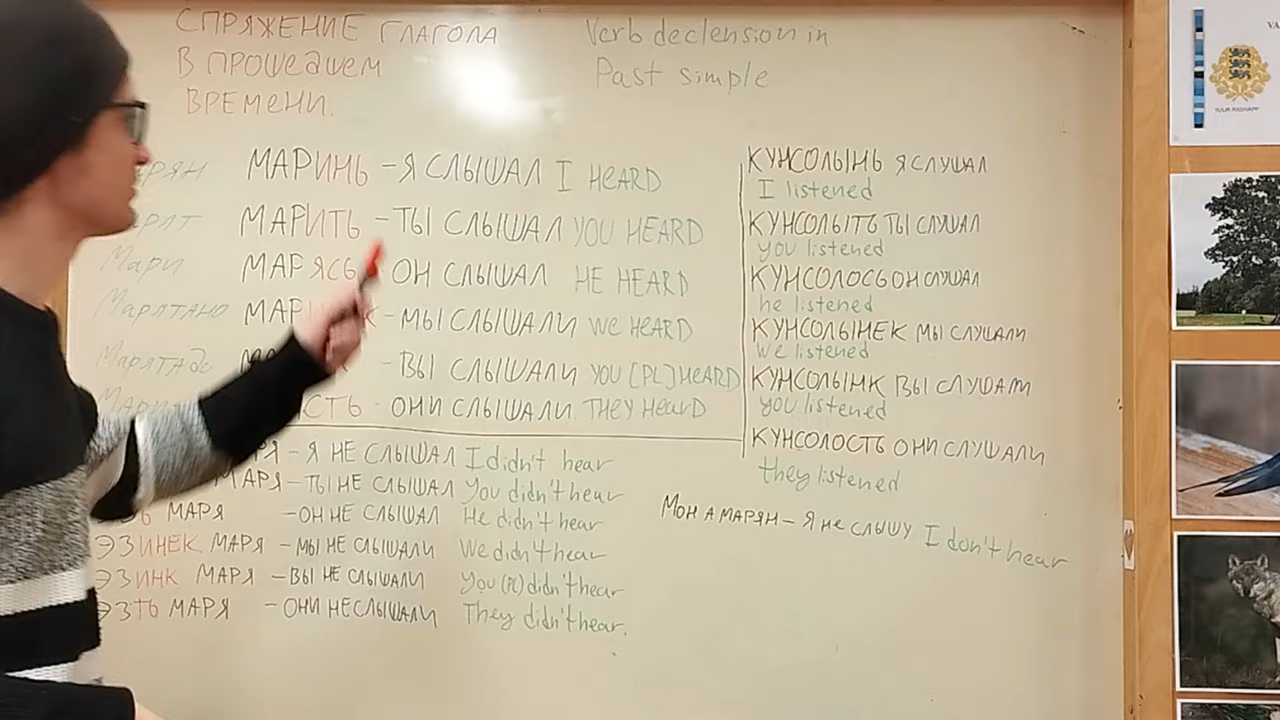 СПРЯЖЕНИЕ ГЛАГОЛА
В ПРОШЕДШЕМ
ВРЕМЕНИ.
Verb declension in
Past simple
МАРИНЬ - Я СЛЫШАЛ I HEARD
МАРИТЬ - ТЫ СЛЫШАЛ YOU HEARD
Мари МАРЯСЬ - ОН СЛЫШАЛ HE HEARD
МАРЯТАНО - МЫ СЛЫШАЛИ WE HEARD
МАРЯТАДО - ВЫ СЛЫШАЛИ YOU [PL] HEARD
- ОНИ СЛЫШАЛИ. THEY HEARD
- Я НЕ СЛЫШАЛ I didn't hear
МАРЯ - ТЫ НЕ СЛЫШАЛ You didn't hear
МАРЯ - ОН НЕ СЛЫШАЛ He didn't hear
ЭЗИНЕК МАРЯ - МЫ НЕ СЛЫШАЛИ We didn't hear
ЭЗИНК МАРЯ - ВЫ НЕ СЛЫШАЛИ You (PL) didn't hear
ЭЗТЬ МАРЯ - ОНИ НЕ СЛЫШАЛИ They didn't hear.
КУНСОЛЫНЬ Я СЛУШАЛ
I listened
КУНСОЛЫТЬ ТЫ СЛУШАЛ
you listened
КУНСОЛОСЬ ОН СЛУШАЛ
he listened
КУНСОЛЫНЕК МЫ СЛУШАЛИ
We listened
КУНСОЛЫНК ВЫ СЛУШАЛИ
you listened
КУНСОЛОСТЬ ОНИ СЛУШАЛИ
they listened
МОН А МАРЯН - Я НЕ СЛЫШУ I don't hear